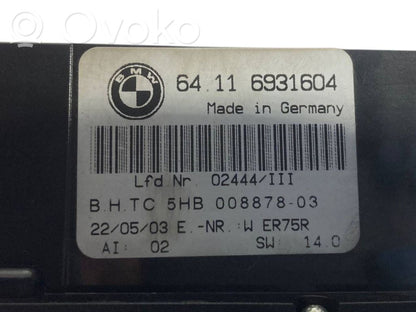 © Ovoko
BMW
64.11 6931604
Made in Germany
Lfd Nr. 02444/III
B.H.TC 5HB 008878-03
22/05/03 E.-NR.:W ER75R
AI: 02 SW: 14.0